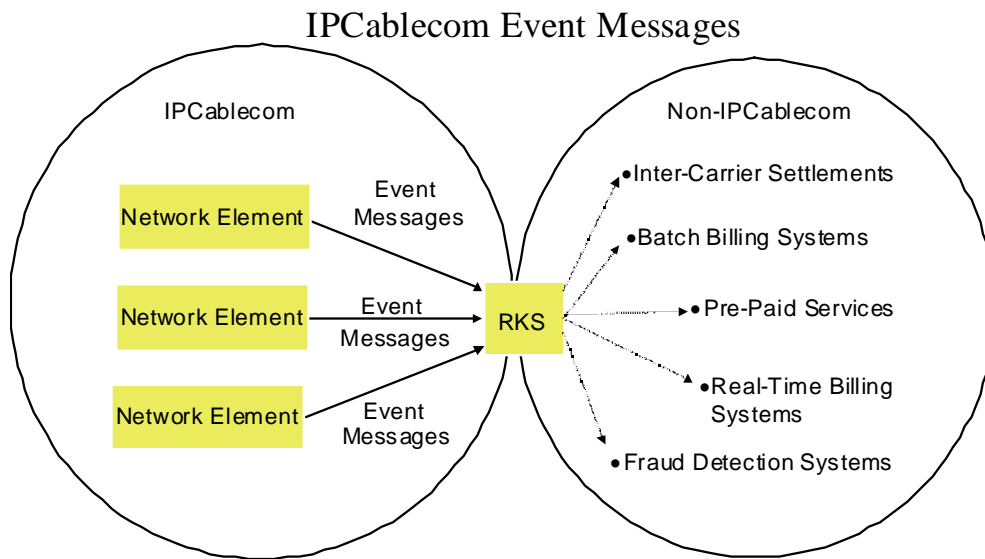 IPCablecom Event Messages
IPCablecom
Network Element
Event
Messages
Network Element
Event
Messages
Network Element
Event
Messages
RKS
Non-IPCablecom
•Inter-Carrier Settlements
•Batch Billing Systems
•Pre-Paid Services
•Real-Time Billing
Systems
•Fraud Detection Systems